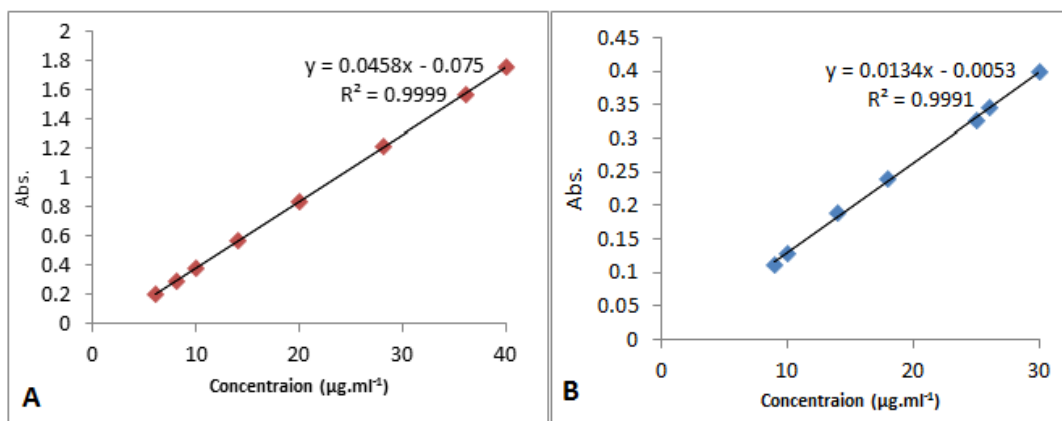 2
1.8
1.6
1.4
1.2
1
0.8
0.6
0.4
0.2
0
Abs.
y = 0.0458x - 0.075
R² = 0.9999
0 10 20 30 40
Concentraion (µg.ml⁻¹)
A
0.45
0.4
0.35
0.3
0.25
0.2
0.15
0.1
0.05
0
Abs.
y = 0.0134x - 0.0053
R² = 0.9991
0 10 20 30
Concentraion (µg.ml⁻¹)
B